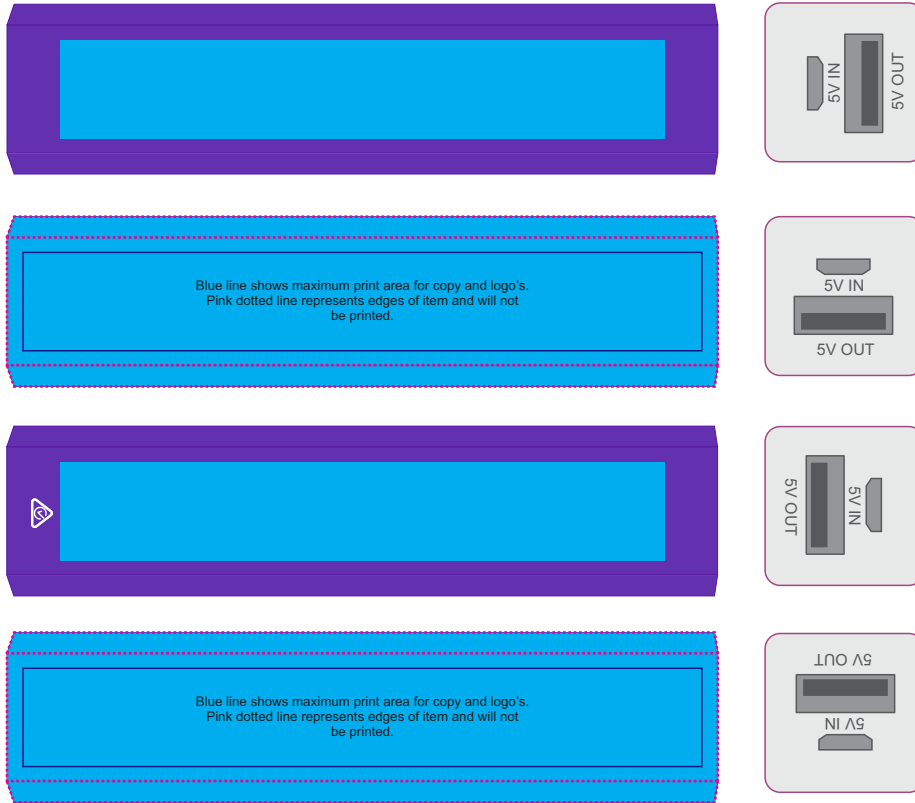 5V IN
5V OUT
Blue line shows maximum print area for copy and logo's.
Pink dotted line represents edges of item and will not
be printed.
5V IN
5V OUT
5V OUT
5V IN
Blue line shows maximum print area for copy and logo's.
Pink dotted line represents edges of item and will not
be printed.
5V OUT
5V IN